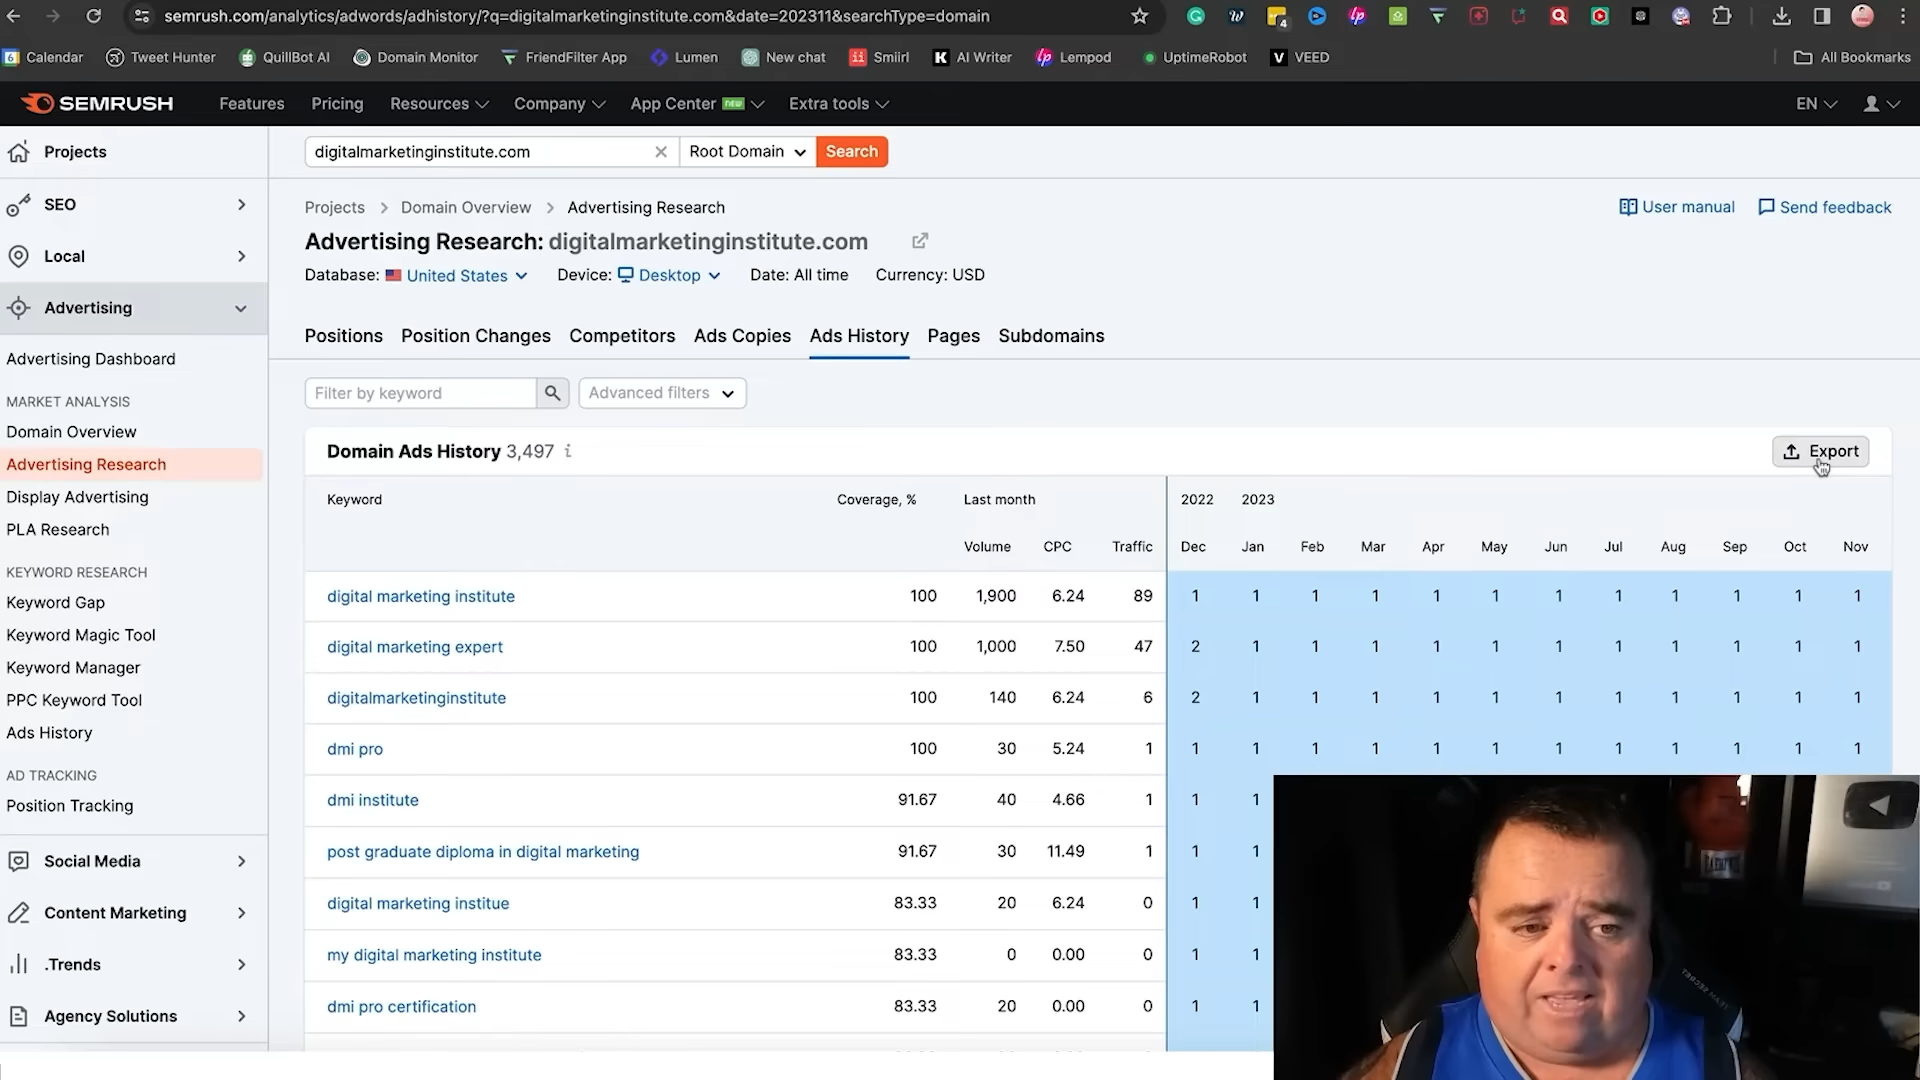 semrush.com/analytics/adwords/adhistory/?q=digitalmarketinginstitute.com&date=202311&searchType=domain
4
6 Calendar Tweet Hunter QuillBot AI Domain Monitor FriendFilter App Lumen New chat Smiirl K AI Writer Lempod UptimeRobot V VEED All Bookmarks
SEMRUSH Features Pricing Resources Company App Center NEW Extra tools EN
Projects
SEO
Local
Advertising
Advertising Dashboard
MARKET ANALYSIS
Domain Overview
Advertising Research
Display Advertising
PLA Research
KEYWORD RESEARCH
Keyword Gap
Keyword Magic Tool
Keyword Manager
PPC Keyword Tool
Ads History
AD TRACKING
Position Tracking
Social Media
Content Marketing
.Trends
Agency Solutions
digitalmarketinginstitute.com Root Domain Search
Projects > Domain Overview > Advertising Research User manual Send feedback
Advertising Research: digitalmarketinginstitute.com
Database: United States Device: Desktop Date: All time Currency: USD
Positions Position Changes Competitors Ads Copies Ads History Pages Subdomains
Filter by keyword Advanced filters
Domain Ads History 3,497 i Export
Keyword Coverage, % Last month 2022 2023
Volume CPC Traffic Dec Jan Feb Mar Apr May Jun Jul Aug Sep Oct Nov
digital marketing institute 100 1,900 6.24 89 1 1 1 1 1 1 1 1 1 1 1 1
digital marketing expert 100 1,000 7.50 47 2 1 1 1 1 1 1 1 1 1 1 1
digitalmarketinginstitute 100 140 6.24 6 2 1 1 1 1 1 1 1 1 1 1 1
dmi pro 100 30 5.24 1 1 1 1 1 1 1 1 1 1 1 1 1
dmi institute 91.67 40 4.66 1 1 1
post graduate diploma in digital marketing 91.67 30 11.49 1 1 1
digital marketing institue 83.33 20 6.24 0 1 1
my digital marketing institute 83.33 0 0.00 0 1 1
dmi pro certification 83.33 20 0.00 0 1 1